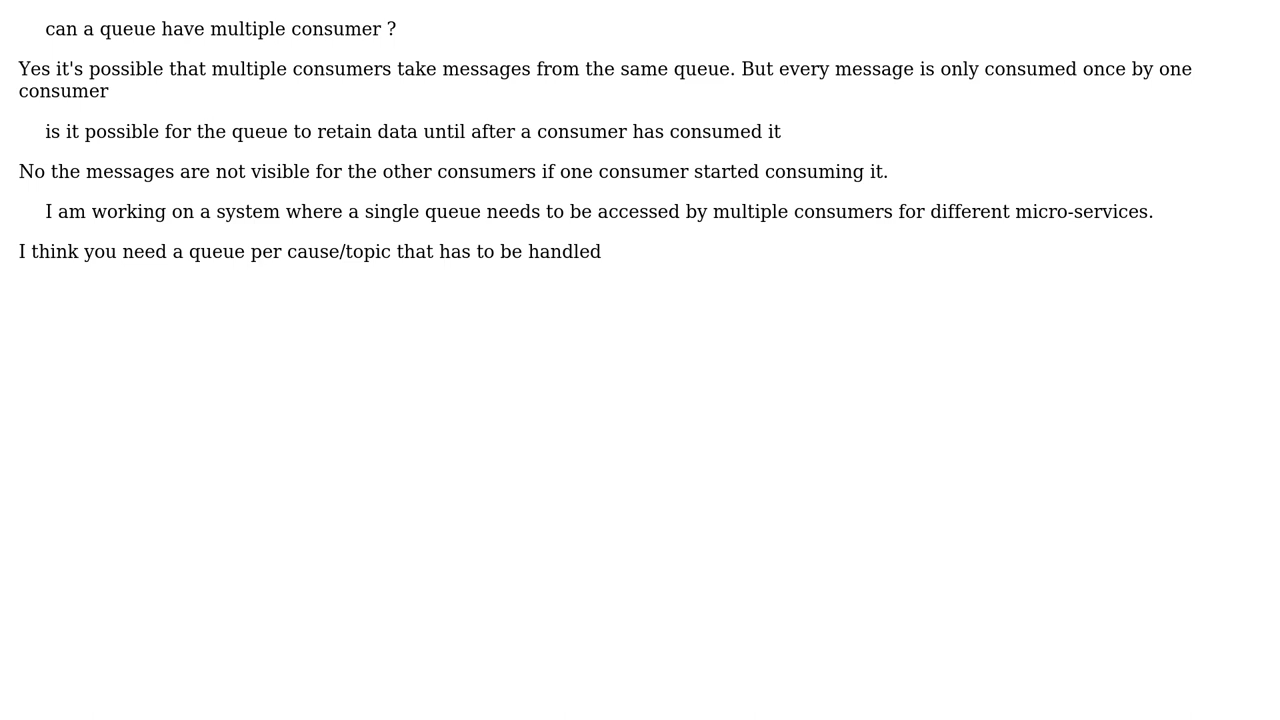 can a queue have multiple consumer ?
Yes it's possible that multiple consumers take messages from the same queue. But every message is only consumed once by one
consumer
is it possible for the queue to retain data until after a consumer has consumed it
No the messages are not visible for the other consumers if one consumer started consuming it.
I am working on a system where a single queue needs to be accessed by multiple consumers for different micro-services.
I think you need a queue per cause/topic that has to be handled